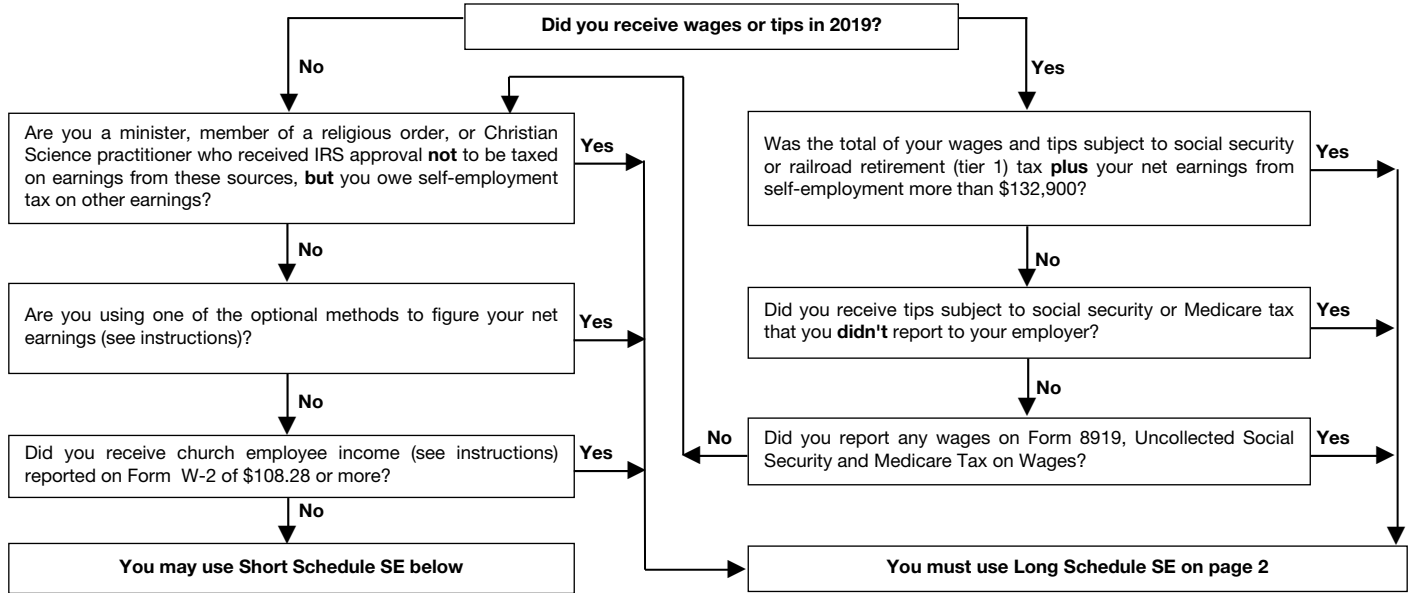 Did you receive wages or tips in 2019?
No
Yes
Are you a minister, member of a religious order, or Christian
Science practitioner who received IRS approval not to be taxed
on earnings from these sources, but you owe self-employment
tax on other earnings?
Yes
Was the total of your wages and tips subject to social security
or railroad retirement (tier 1) tax plus your net earnings from
self-employment more than $132,900?
Yes
No
No
Are you using one of the optional methods to figure your net
earnings (see instructions)?
Yes
Did you receive tips subject to social security or Medicare tax
that you didn't report to your employer?
Yes
No
No
Did you receive church employee income (see instructions)
reported on Form W-2 of $108.28 or more?
Yes
No
Did you report any wages on Form 8919, Uncollected Social
Security and Medicare Tax on Wages?
Yes
No
You may use Short Schedule SE below
You must use Long Schedule SE on page 2